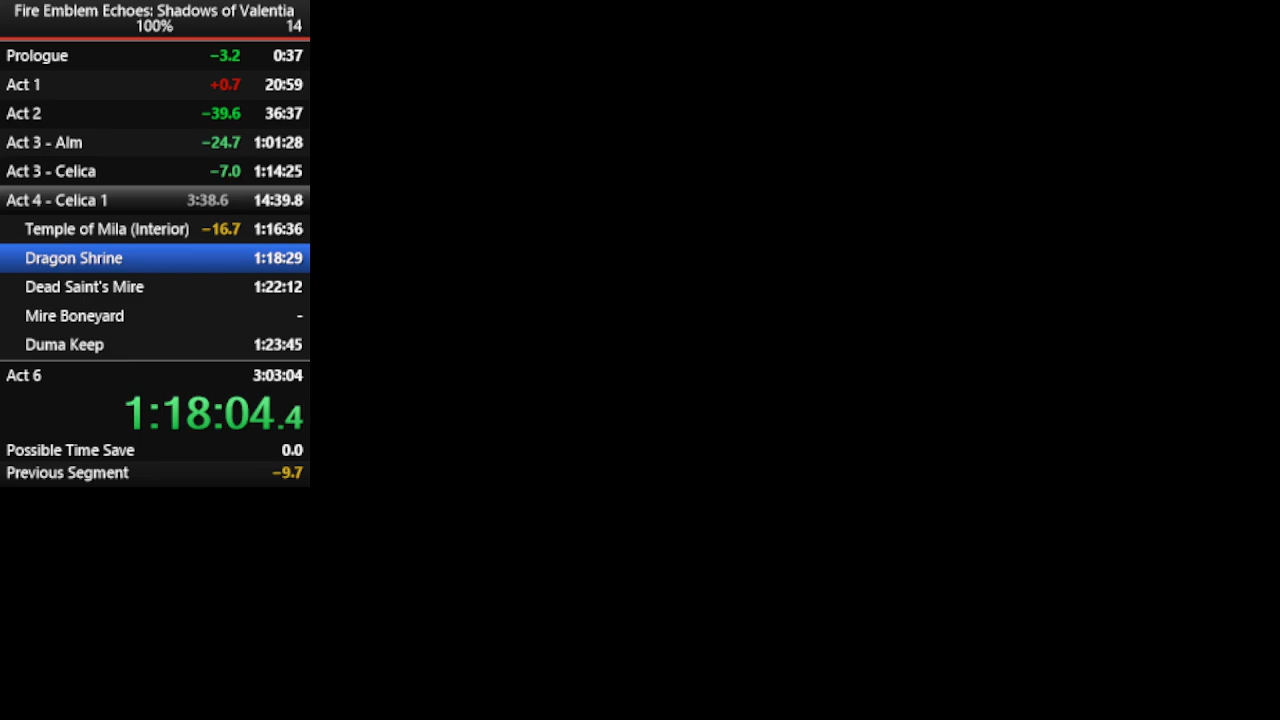 Fire Emblem Echoes: Shadows of Valentia
100% 14
Prologue −3.2 0:37
Act 1 +0.7 20:59
Act 2 −39.6 36:37
Act 3 - Alm −24.7 1:01:28
Act 3 - Celica −7.0 1:14:25
Act 4 - Celica 1 3:38.6 14:39.8
Temple of Mila (Interior) −16.7 1:16:36
Dragon Shrine 1:18:29
Dead Saint's Mire 1:22:12
Mire Boneyard -
Duma Keep 1:23:45
Act 6 3:03:04
1:18:04.4
Possible Time Save 0.0
Previous Segment −9.7